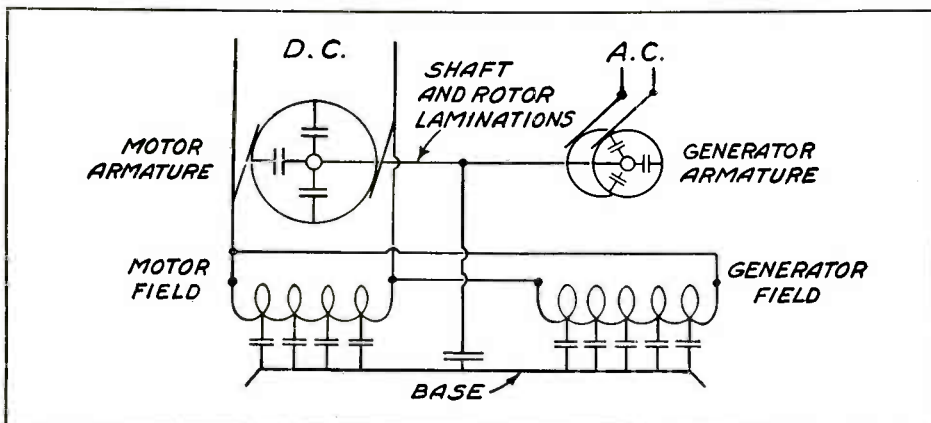 D.C.
A.C.
SHAFT
AND ROTOR
LAMINATIONS
MOTOR
ARMATURE
GENERATOR
ARMATURE
MOTOR
FIELD
GENERATOR
FIELD
BASE